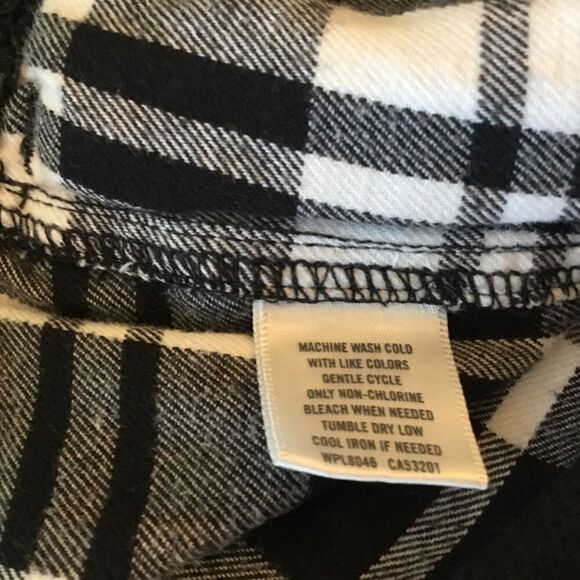 MACHINE WASH COLD
WITH LIKE COLORS
GENTLE CYCLE
ONLY NON-CHLORINE
BLEACH WHEN NEEDED
TUMBLE DRY LOW
COOL IRON IF NEEDED
WPL8046 CA53201